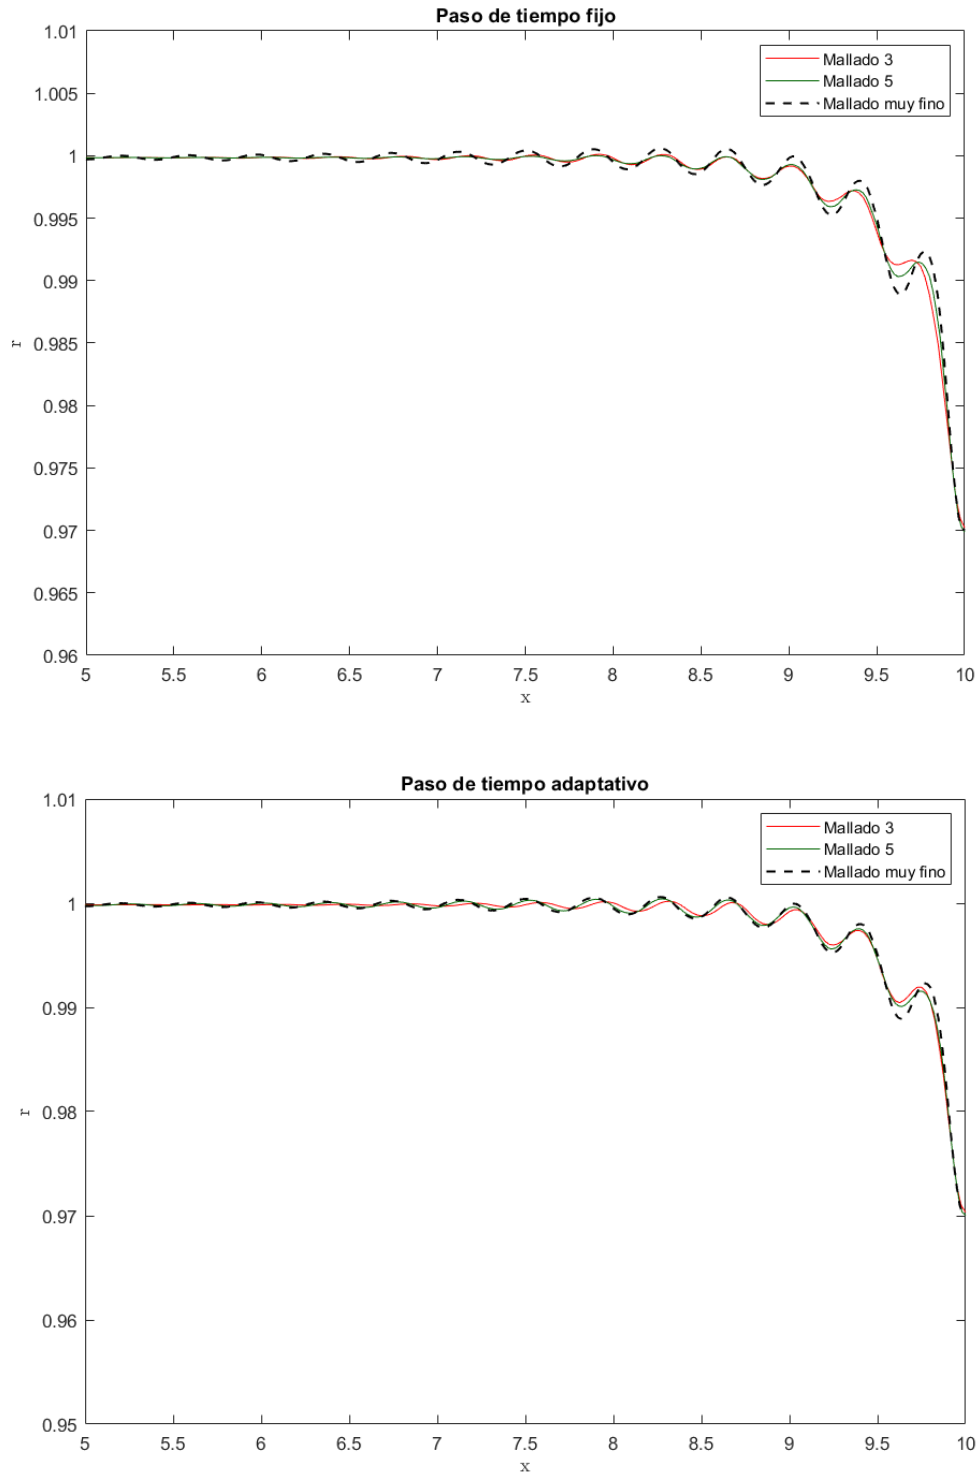 Paso de tiempo fijo
1.01
1.005
1
0.995
0.99
0.985
0.98
0.975
0.97
0.965
0.96
r
Mallado 3
Mallado 5
Mallado muy fino
5 5.5 6 6.5 7 7.5 8 8.5 9 9.5 10
x
Paso de tiempo adaptativo
1.01
1
0.99
0.98
0.97
0.96
0.95
r
Mallado 3
Mallado 5
Mallado muy fino
5 5.5 6 6.5 7 7.5 8 8.5 9 9.5 10
x